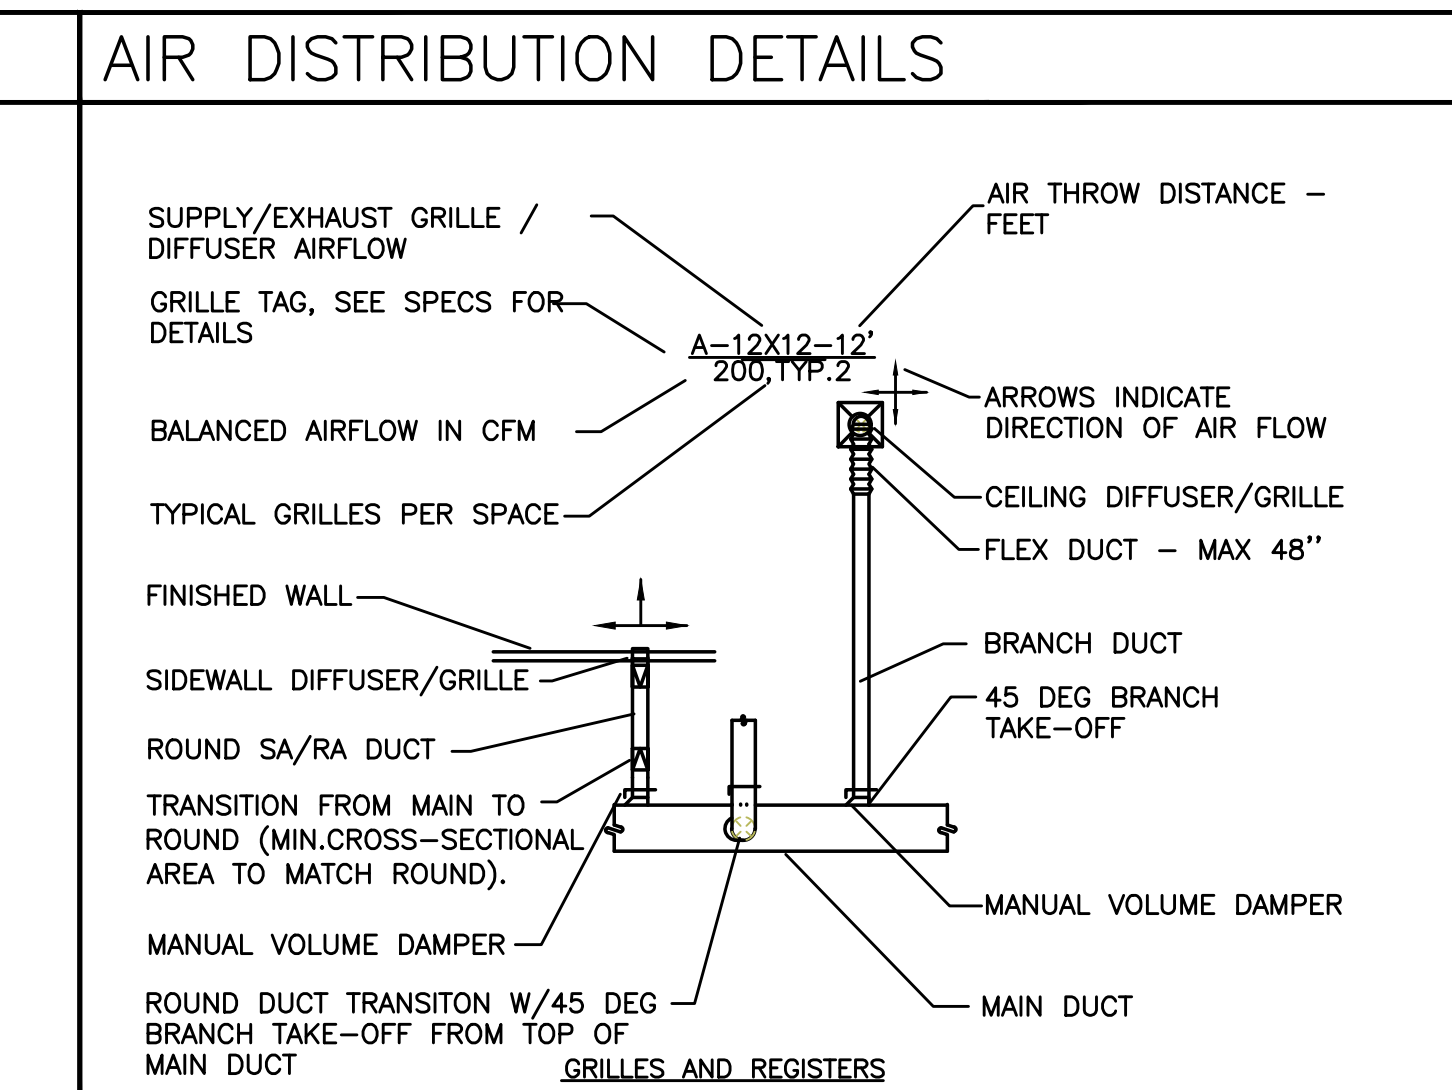 AIR DISTRIBUTION DETAILS
SUPPLY/EXHAUST GRILLE /
DIFFUSER AIRFLOW
GRILLE TAG, SEE SPECS FOR
DETAILS
BALANCED AIRFLOW IN CFM
TYPICAL GRILLES PER SPACE
FINISHED WALL
SIDEWALL DIFFUSER/GRILLE
ROUND SA/RA DUCT
TRANSITION FROM MAIN TO
ROUND (MIN.CROSS-SECTIONAL
AREA TO MATCH ROUND).
MANUAL VOLUME DAMPER
ROUND DUCT TRANSITON W/45 DEG
BRANCH TAKE-OFF FROM TOP OF
MAIN DUCT
A-12X12-12'
200,TYP.2
AIR THROW DISTANCE -
FEET
ARROWS INDICATE
DIRECTION OF AIR FLOW
CEILING DIFFUSER/GRILLE
FLEX DUCT - MAX 48"
BRANCH DUCT
45 DEG BRANCH
TAKE-OFF
MANUAL VOLUME DAMPER
MAIN DUCT
GRILLES AND REGISTERS